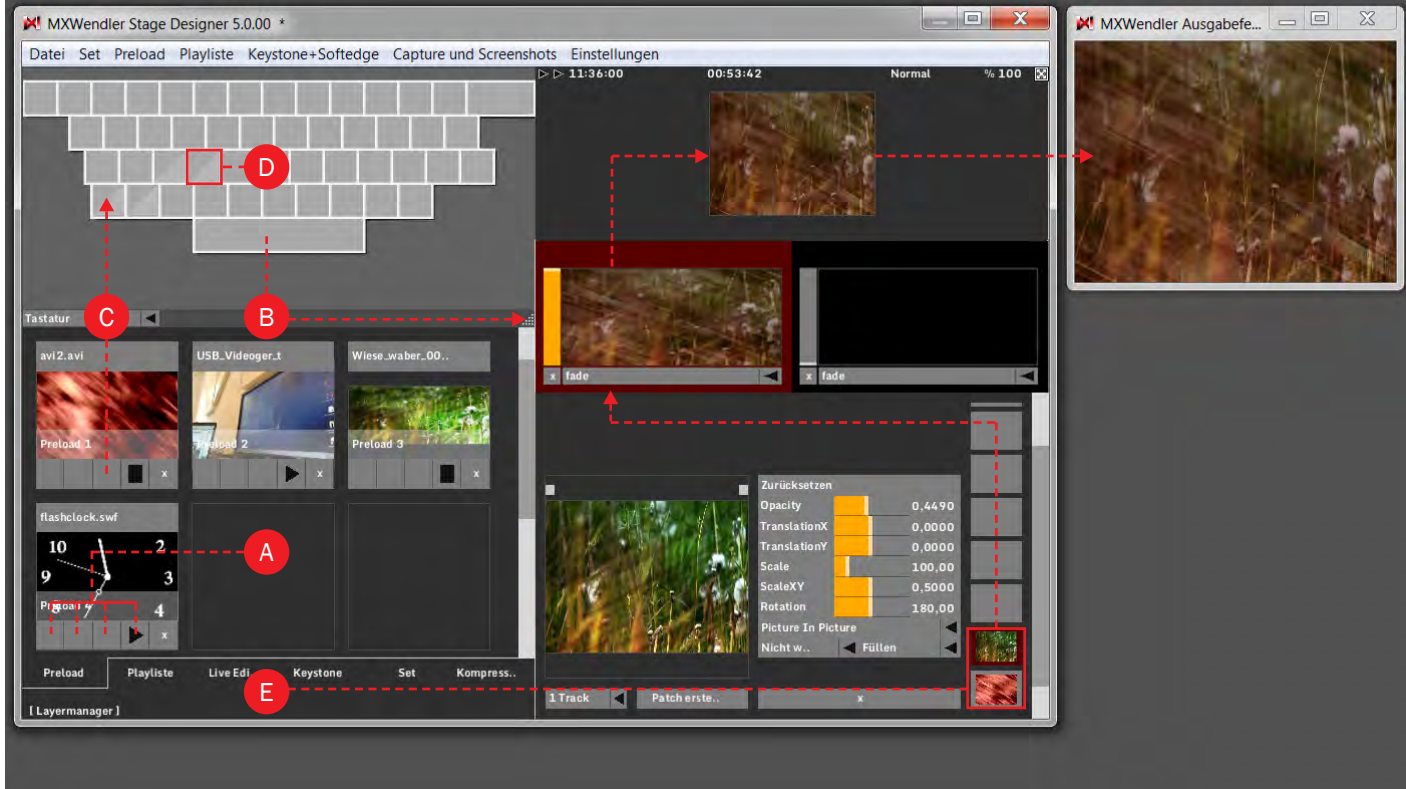 MXWendler Stage Designer 5.0.00 *
MXWendler Ausgabefe...
Datei Set Preload Playliste Keystone+Softedge Capture und Screenshots Einstellungen
11:36:00 00:53:42 Normal % 100
D
C
B
Tastatur
avi2.avi USB_Videoger_t Wiese_waber_00..
x fade x fade
Preload 1 Preload 2 Preload 3
x x x
Zurücksetzen
Opacity 0,4490
TranslationX 0,0000
TranslationY 0,0000
Scale 100,00
ScaleXY 0,5000
Rotation 180,00
Picture In Picture
Nicht w.. Füllen
flashclock.swf
A
10 2
9 3
8 7 4
Preload 4
x
Preload Playliste Live Edi Keystone Set Kompress..
E
1 Track Patch erste.. x
[ Layermanager ]